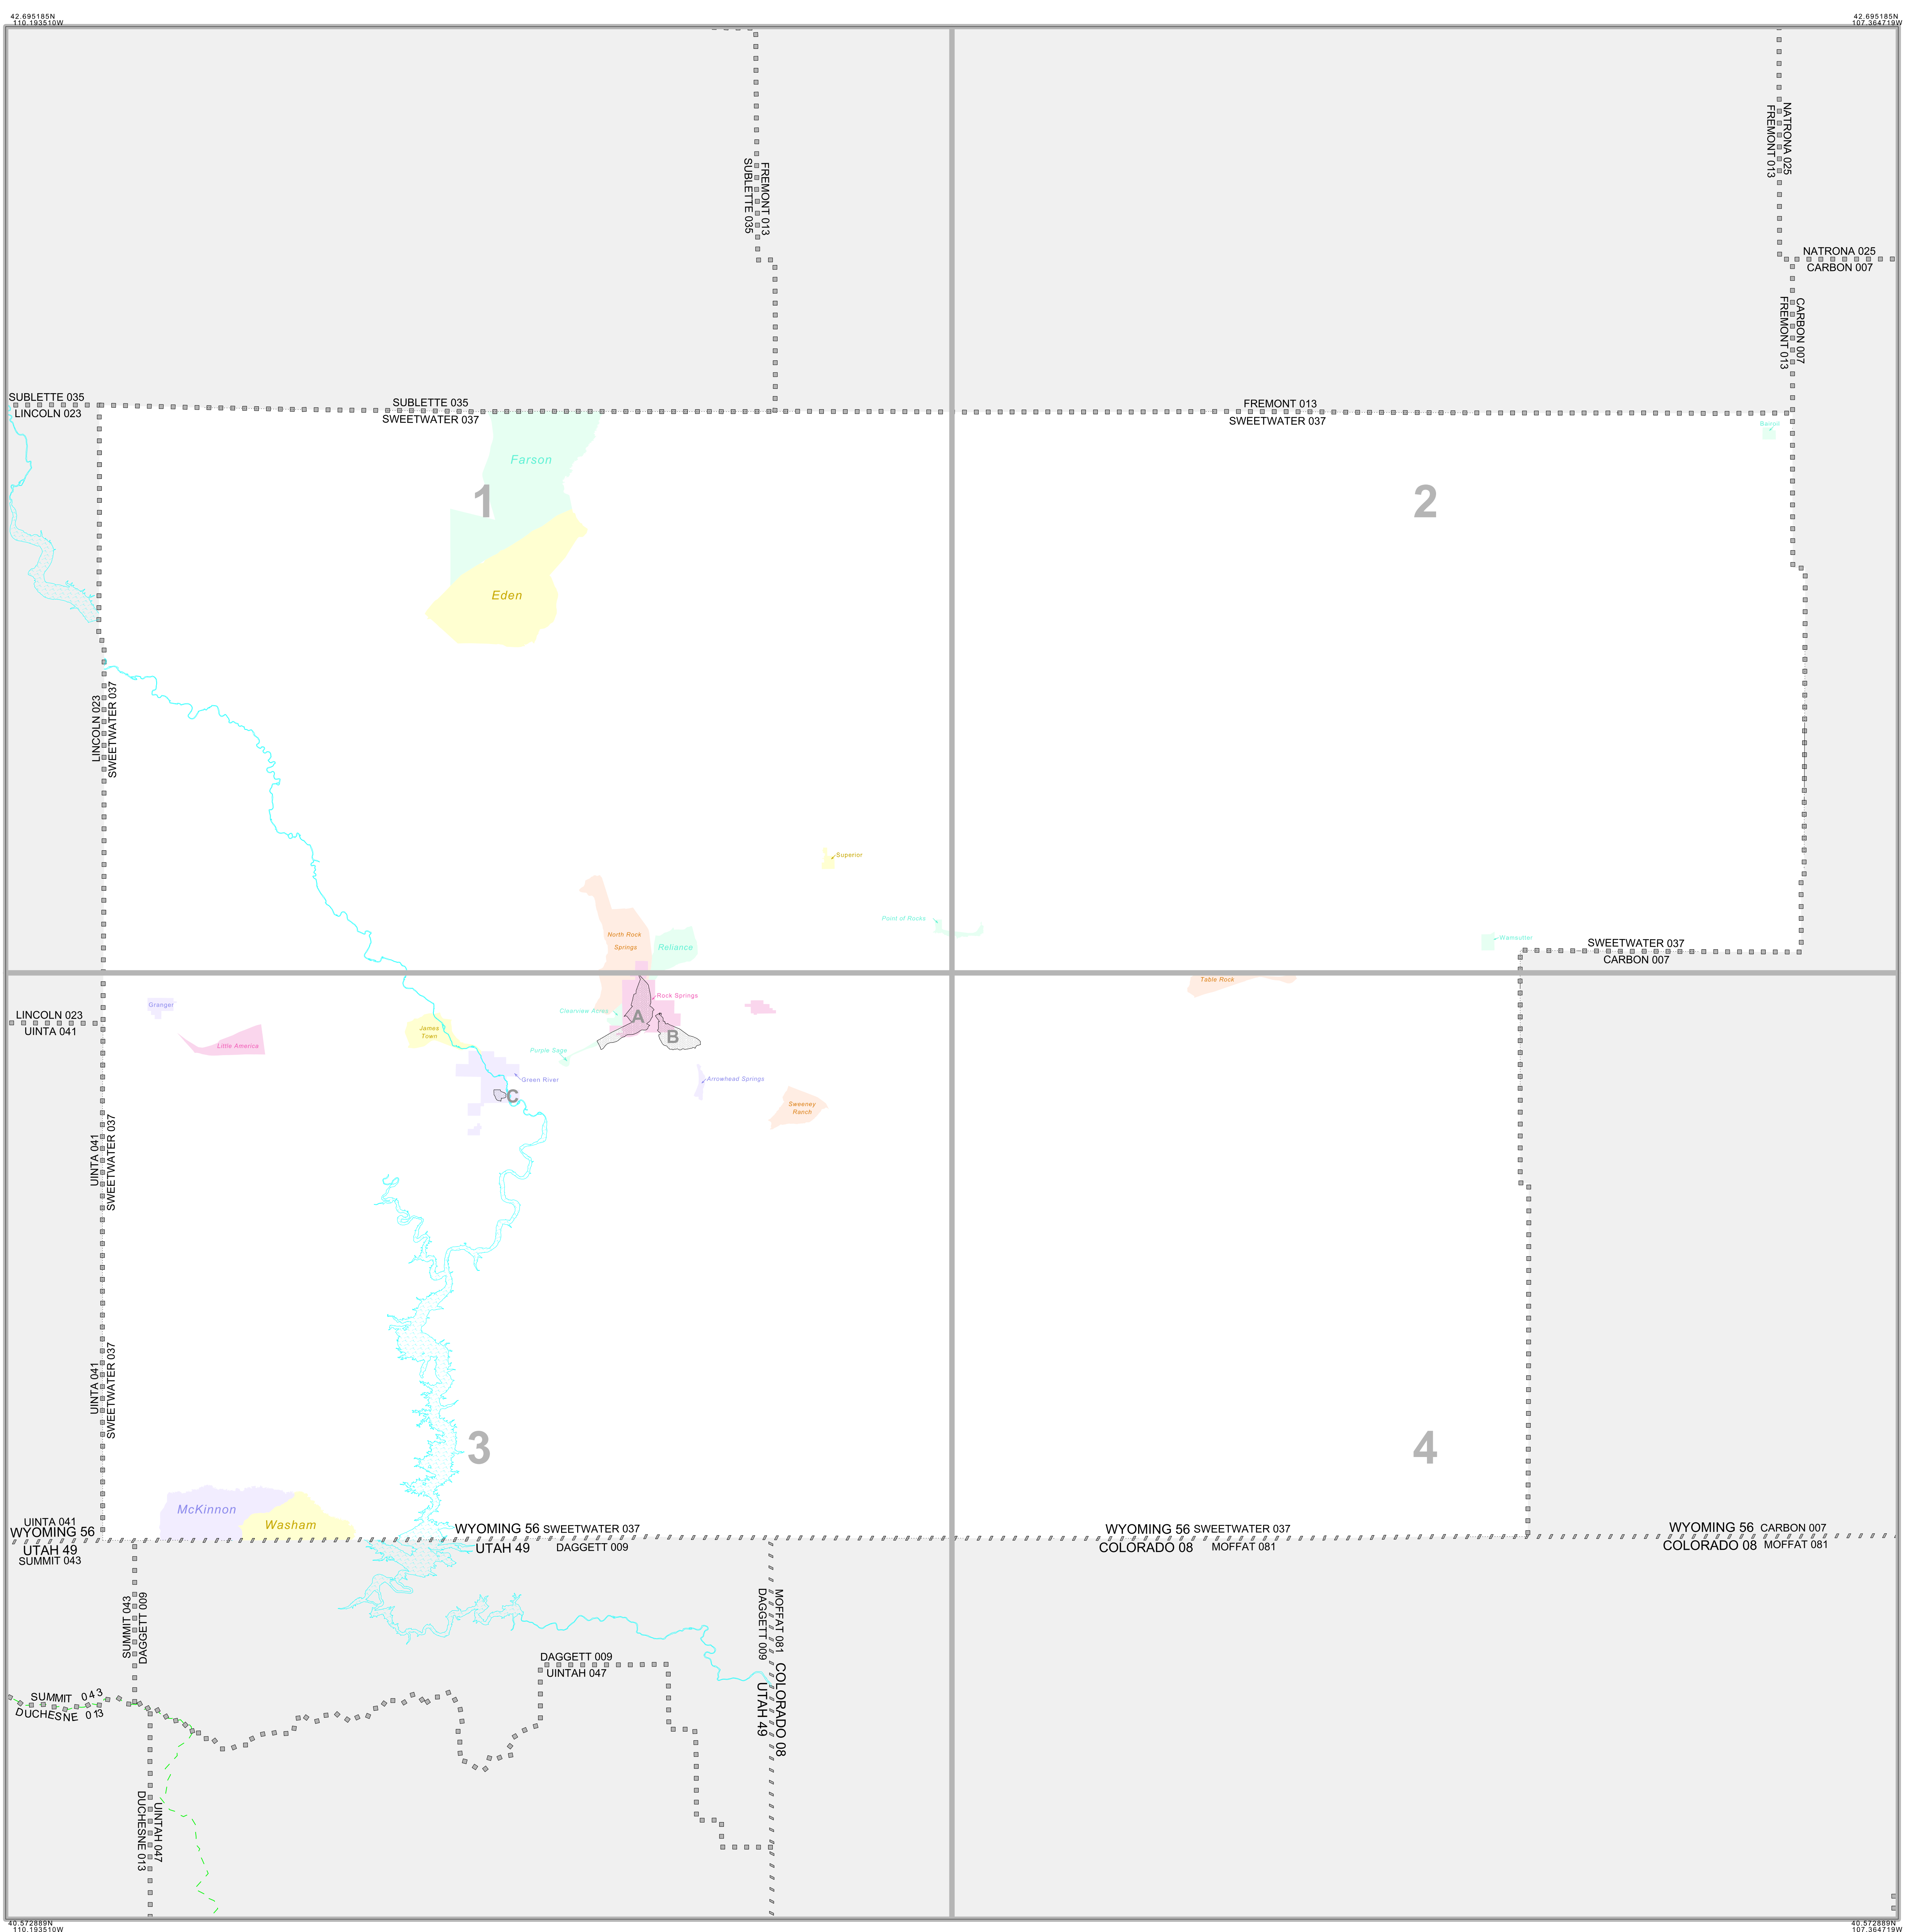 42.695185N
110.193510W
42.695185N
107.364719W
NATRONA 025
FREMONT 013
FREMONT 013
SUBLETTE 035
NATRONA 025
CARBON 007
CARBON 007
FREMONT 013
SUBLETTE 035
LINCOLN 023
SUBLETTE 035
SWEETWATER 037
FREMONT 013
SWEETWATER 037
Bairoil
Farson
1
2
Eden
LINCOLN 023
SWEETWATER 037
Superior
Point of Rocks
North Rock
Springs
Reliance
Wamsutter
SWEETWATER 037
CARBON 007
Table Rock
Rock Springs
Granger
Clearview Acres
LINCOLN 023
UINTA 041
A
James
Town
B
Little America
Purple Sage
Green River
Arrowhead Springs
C
Sweeney
Ranch
UINTA 041
SWEETWATER 037
UINTA 041
SWEETWATER 037
3
4
McKinnon
Washam
UINTA 041
WYOMING 56
UTAH 49
SUMMIT 043
WYOMING 56 SWEETWATER 037
UTAH 49 DAGGETT 009
WYOMING 56 SWEETWATER 037
COLORADO 08 MOFFAT 081
WYOMING 56 CARBON 007
COLORADO 08 MOFFAT 081
SUMMIT 043
DAGGETT 009
MOFFAT 081
DAGGETT 009
DAGGETT 009
UINTAH 047
COLORADO 08
UTAH 49
SUMMIT 043
DUCHESNE 013
UINTAH 047
DUCHESNE 013
40.572889N
110.193510W
40.572889N
107.364719W